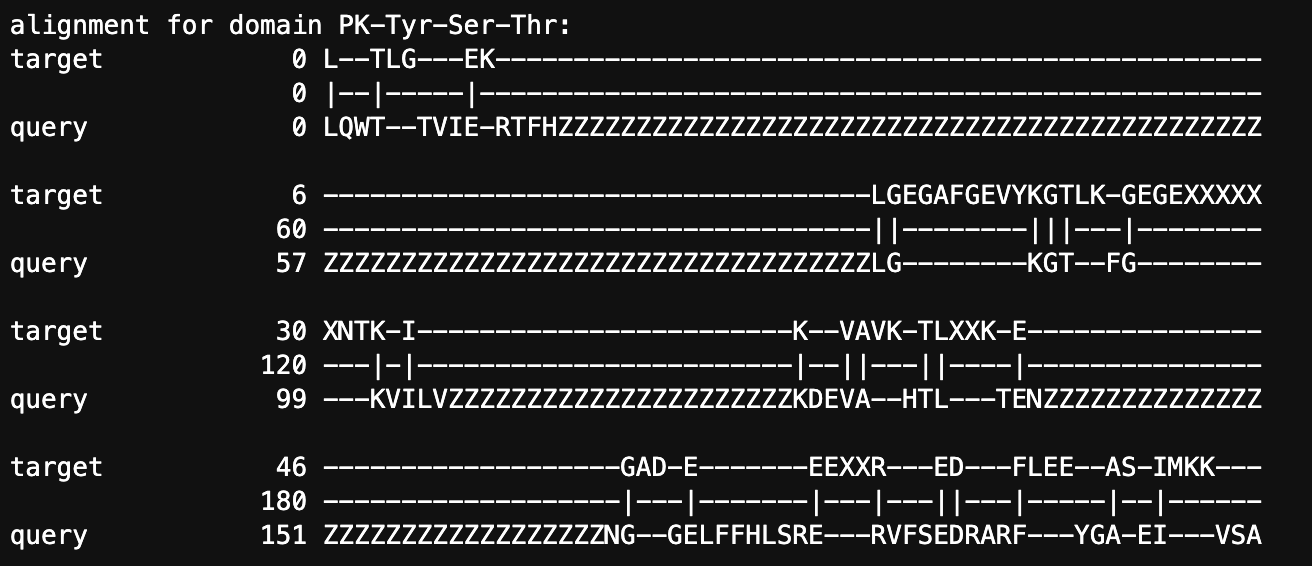 alignment for domain PK-Tyr-Ser-Thr:
target            0 L--TLG---EK-------------------------------------------------
                  0 |--|-----|--------------------------------------------------
query             0 LQWT--TVIE-RTFHZZZZZZZZZZZZZZZZZZZZZZZZZZZZZZZZZZZZZZZZZZZZZ
target            6 -----------------------------------LGEGAFGEVYKGTLK-GEGEXXXXX
                 60 -----------------------------------||--------|||---|--------
query            57 ZZZZZZZZZZZZZZZZZZZZZZZZZZZZZZZZZZZLG--------KGT--FG--------
target           30 XNTK-I------------------------K--VAVK-TLXXK-E---------------
                120 ---|-|------------------------|--||---||----|---------------
query            99 ---KVILVZZZZZZZZZZZZZZZZZZZZZZKDEVA--HTL---TENZZZZZZZZZZZZZZ
target           46 -------------------GAD-E-------EEXXR---ED---FLEE--AS-IMKK---
                180 -------------------|---|-------|---|---||---|-----|--|------
query           151 ZZZZZZZZZZZZZZZZZZNG--GELFFHLSRE---RVFSEDRARF---YGA-EI---VSA